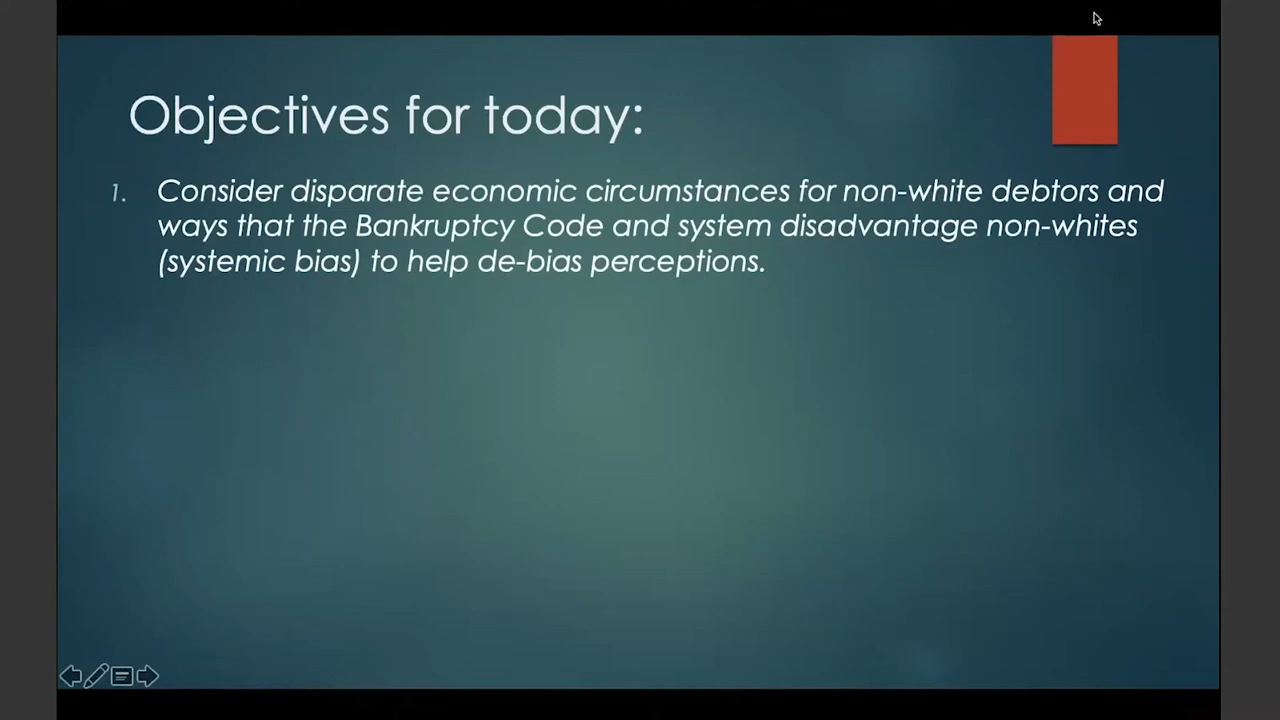 Objectives for today:
1. Consider disparate economic circumstances for non-white debtors and
ways that the Bankruptcy Code and system disadvantage non-whites
(systemic bias) to help de-bias perceptions.